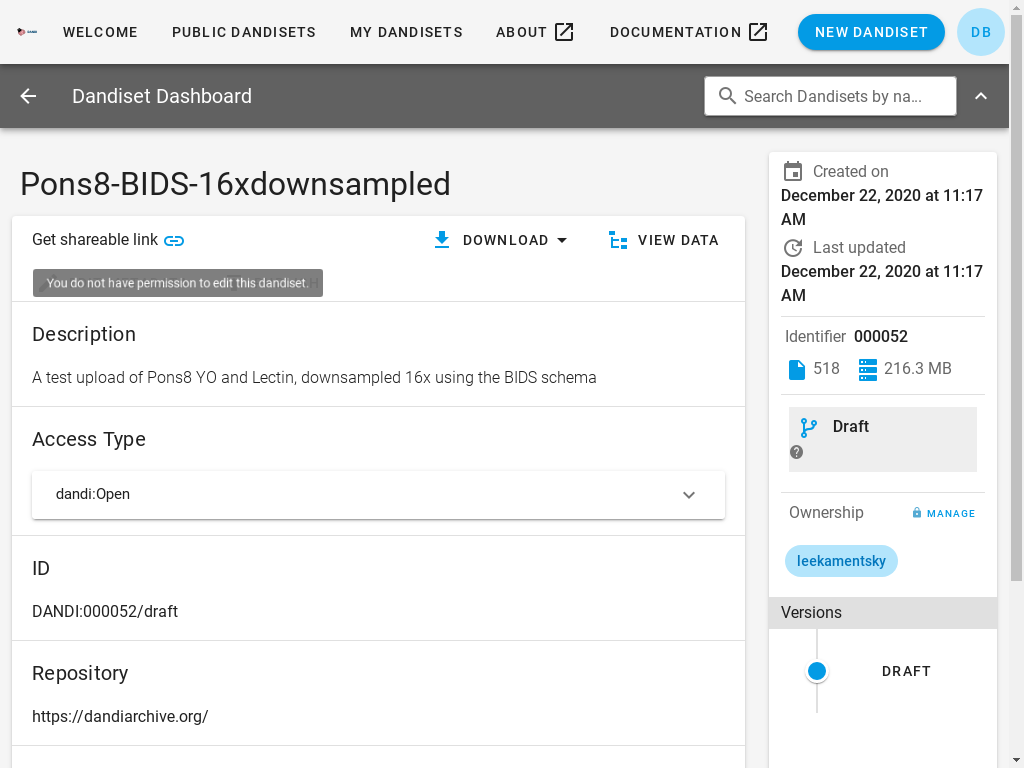 WELCOME PUBLIC DANDISETS MY DANDISETS ABOUT DOCUMENTATION NEW DANDISET DB
Dandiset Dashboard Search Dandisets by na...
Pons8-BIDS-16xdownsampled
Get shareable link DOWNLOAD VIEW DATA
You do not have permission to edit this dandiset.
Description
A test upload of Pons8 YO and Lectin, downsampled 16x using the BIDS schema
Access Type
dandi:Open
ID
DANDI:000052/draft
Repository
https://dandiarchive.org/
Created on
December 22, 2020 at 11:17
AM
Last updated
December 22, 2020 at 11:17
AM
Identifier 000052
518 216.3 MB
Draft
Ownership MANAGE
leekamentsky
Versions
DRAFT